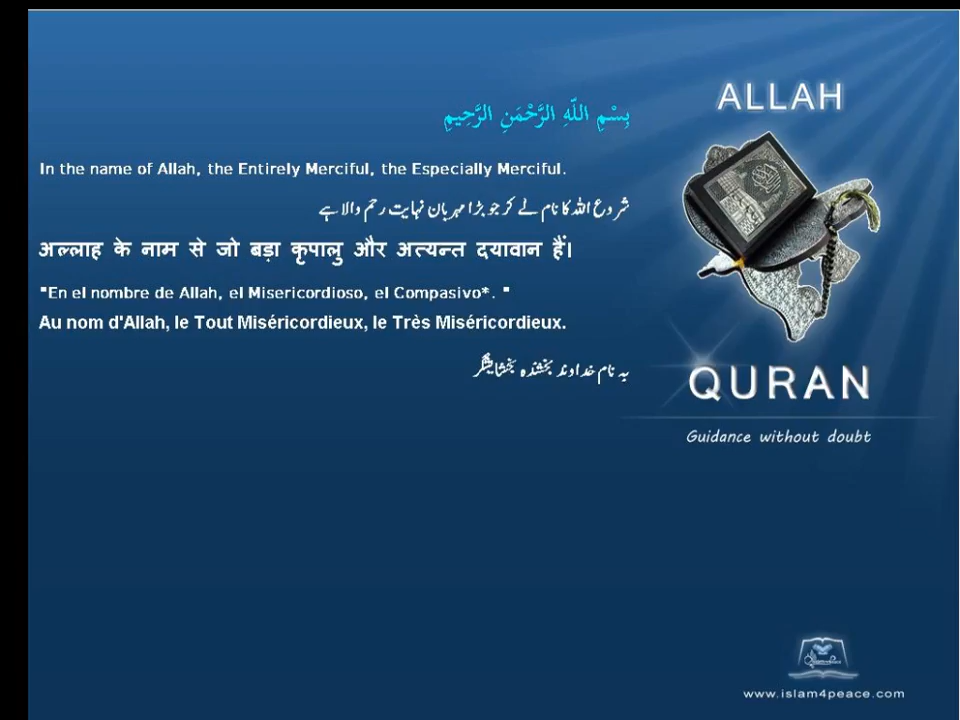 بِسْمِ اللَّهِ الرَّحْمَنِ الرَّحِيمِ
In the name of Allah, the Entirely Merciful, the Especially Merciful.
شروع الله کا نام لے کر جو بڑا مہربان نہایت رحم والا ہے
अल्लाह के नाम से जो बड़ा कृपालु और अत्यन्त दयावान हैं।
"En el nombre de Allah, el Misericordioso, el Compasivo*. "
Au nom d'Allah, le Tout Miséricordieux, le Très Miséricordieux.
به نام خداوند بخشنده بخشایشگر
ALLAH
QURAN
Guidance without doubt
www.islam4peace.com